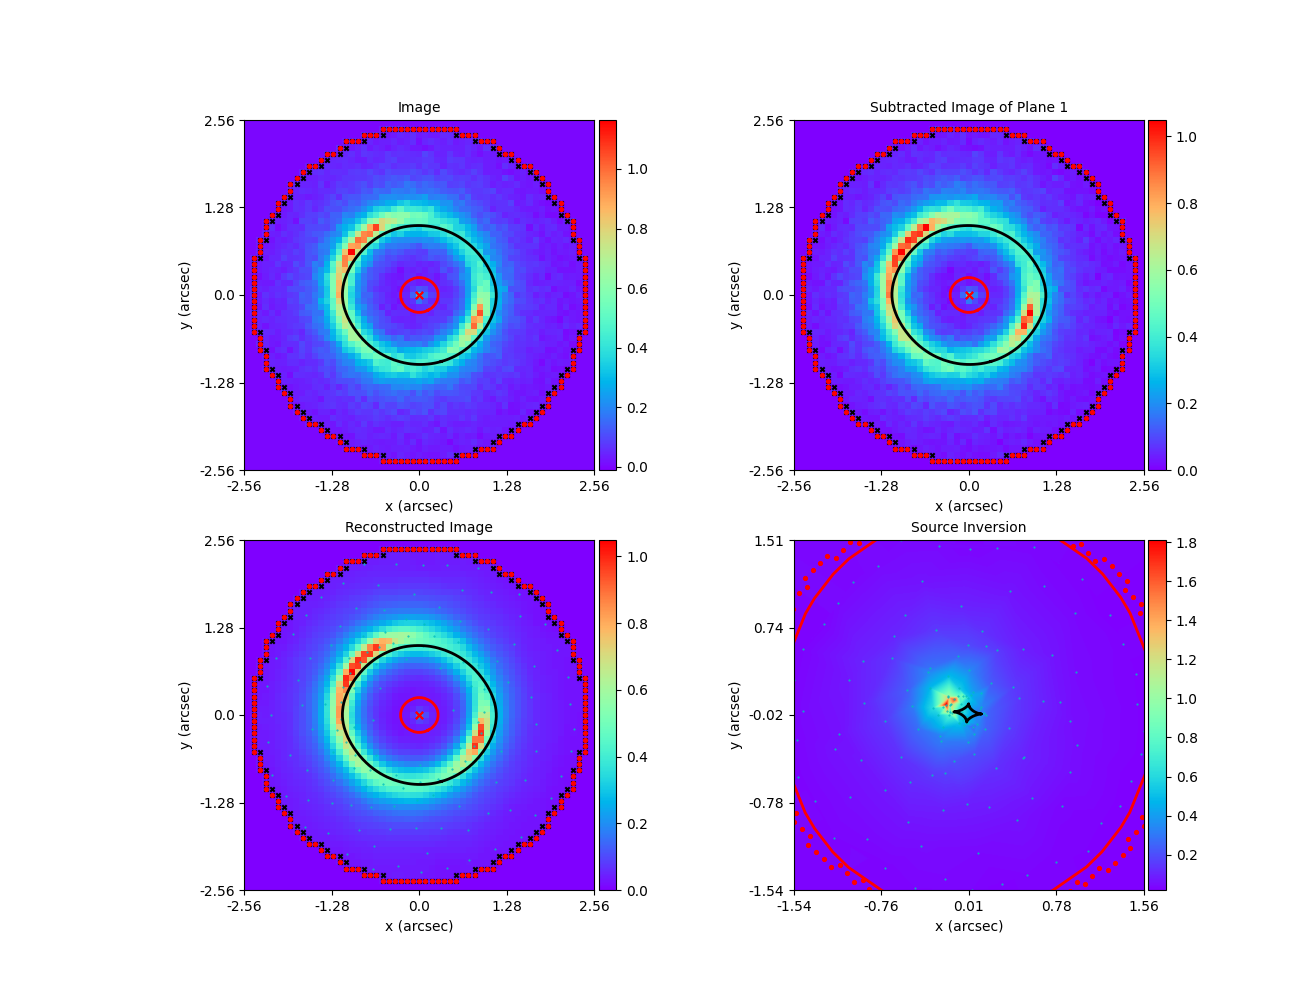 Image
2.56
1.28
0.0
-1.28
-2.56
y (arcsec)
-2.56 -1.28 0.0 1.28 2.56
x (arcsec)
1.0
0.8
0.6
0.4
0.2
0.0
Subtracted Image of Plane 1
2.56
1.28
0.0
-1.28
-2.56
y (arcsec)
-2.56 -1.28 0.0 1.28 2.56
x (arcsec)
1.0
0.8
0.6
0.4
0.2
0.0
Reconstructed Image
2.56
1.28
0.0
-1.28
-2.56
y (arcsec)
-2.56 -1.28 0.0 1.28 2.56
x (arcsec)
1.0
0.8
0.6
0.4
0.2
0.0
Source Inversion
1.51
0.74
-0.02
-0.78
-1.54
y (arcsec)
-1.54 -0.76 0.01 0.78 1.56
x (arcsec)
1.8
1.6
1.4
1.2
1.0
0.8
0.6
0.4
0.2